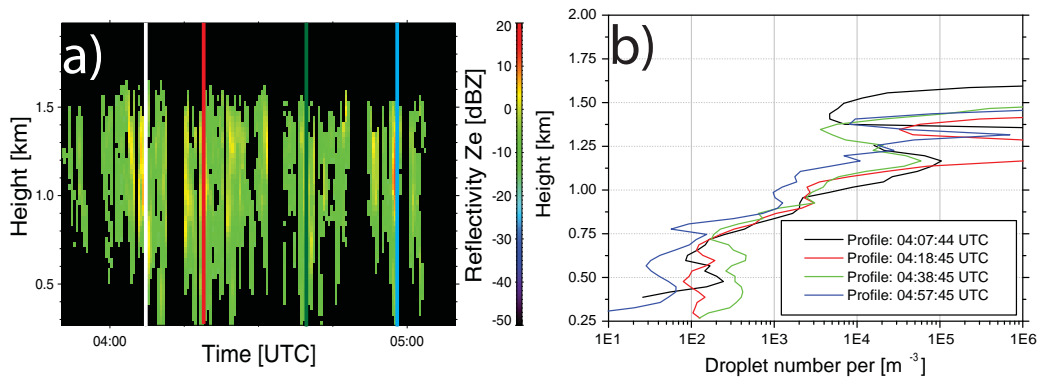 a)
Height [km]
1.5
1.0
0.5
04:00
05:00
Time [UTC]
Reflectivity Ze [dBZ]
20
10
0
-10
-20
-30
-40
-50
b)
Height [km]
2.00
1.75
1.50
1.25
1.00
0.75
0.50
0.25
Profile: 04:07:44 UTC
Profile: 04:18:45 UTC
Profile: 04:38:45 UTC
Profile: 04:57:45 UTC
1E1
1E2
1E3
1E4
1E5
1E6
Droplet number per [m -3]